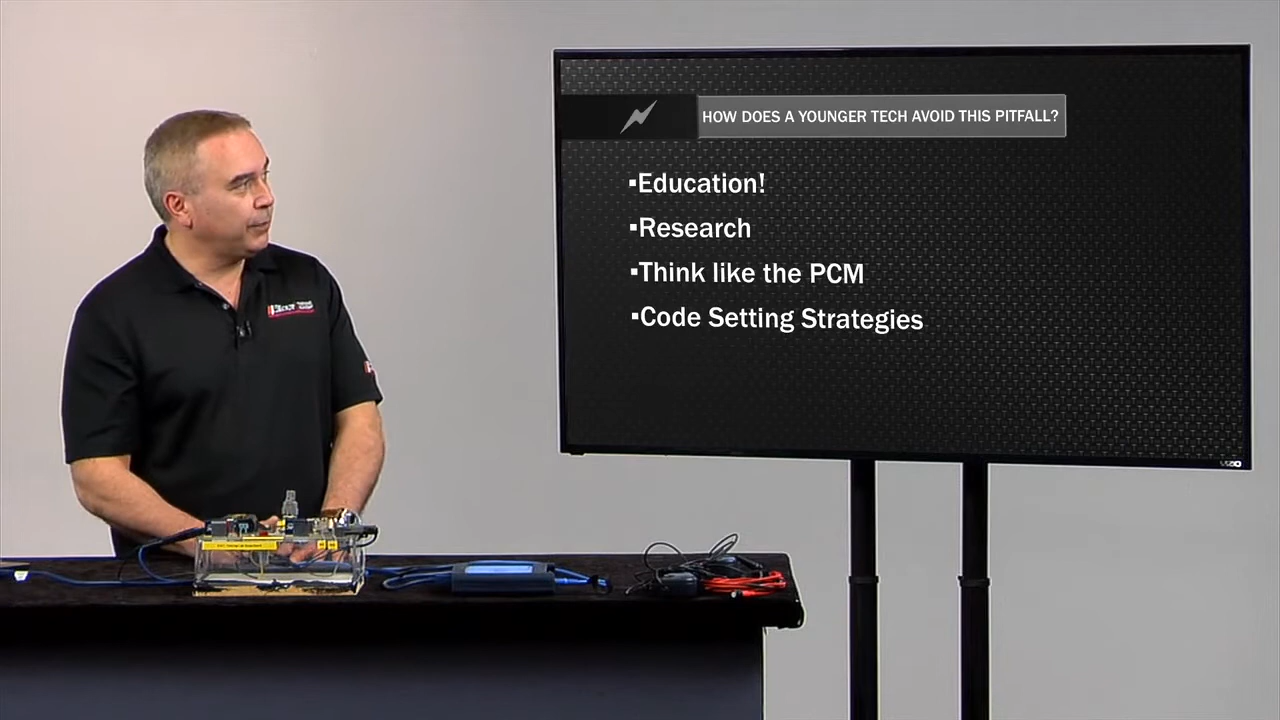 HOW DOES A YOUNGER TECH AVOID THIS PITFALL?
▪Education!
▪Research
▪Think like the PCM
▪Code Setting Strategies